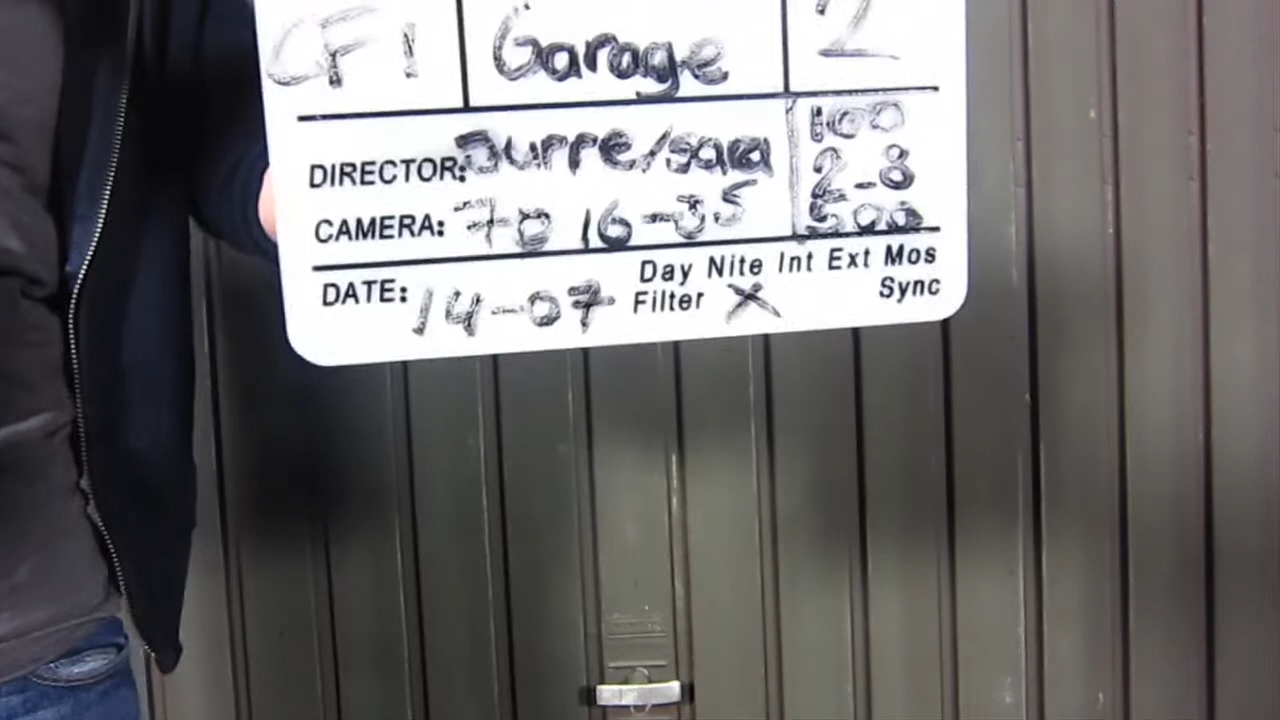 CF1 Garage 2
DIRECTOR: Jurre/sara 100
2-8
CAMERA: 7D 16-35 500
DATE: 14-07 Day Nite Int Ext Mos
Filter X Sync